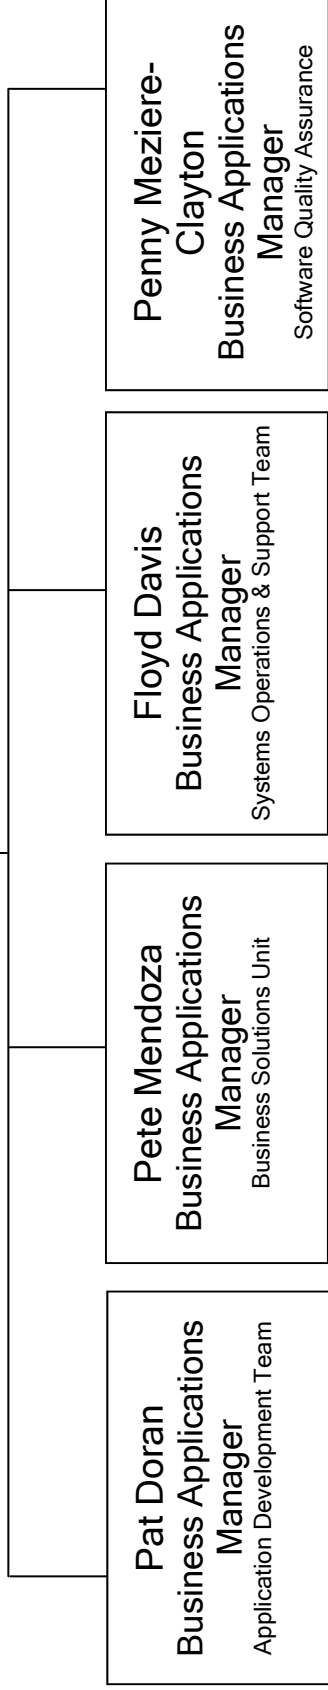 Pat Doran
Business Applications
Manager
Application Development Team
Pete Mendoza
Business Applications
Manager
Business Solutions Unit
Floyd Davis
Business Applications
Manager
Systems Operations & Support Team
Penny Meziere-
Clayton
Business Applications
Manager
Software Quality Assurance